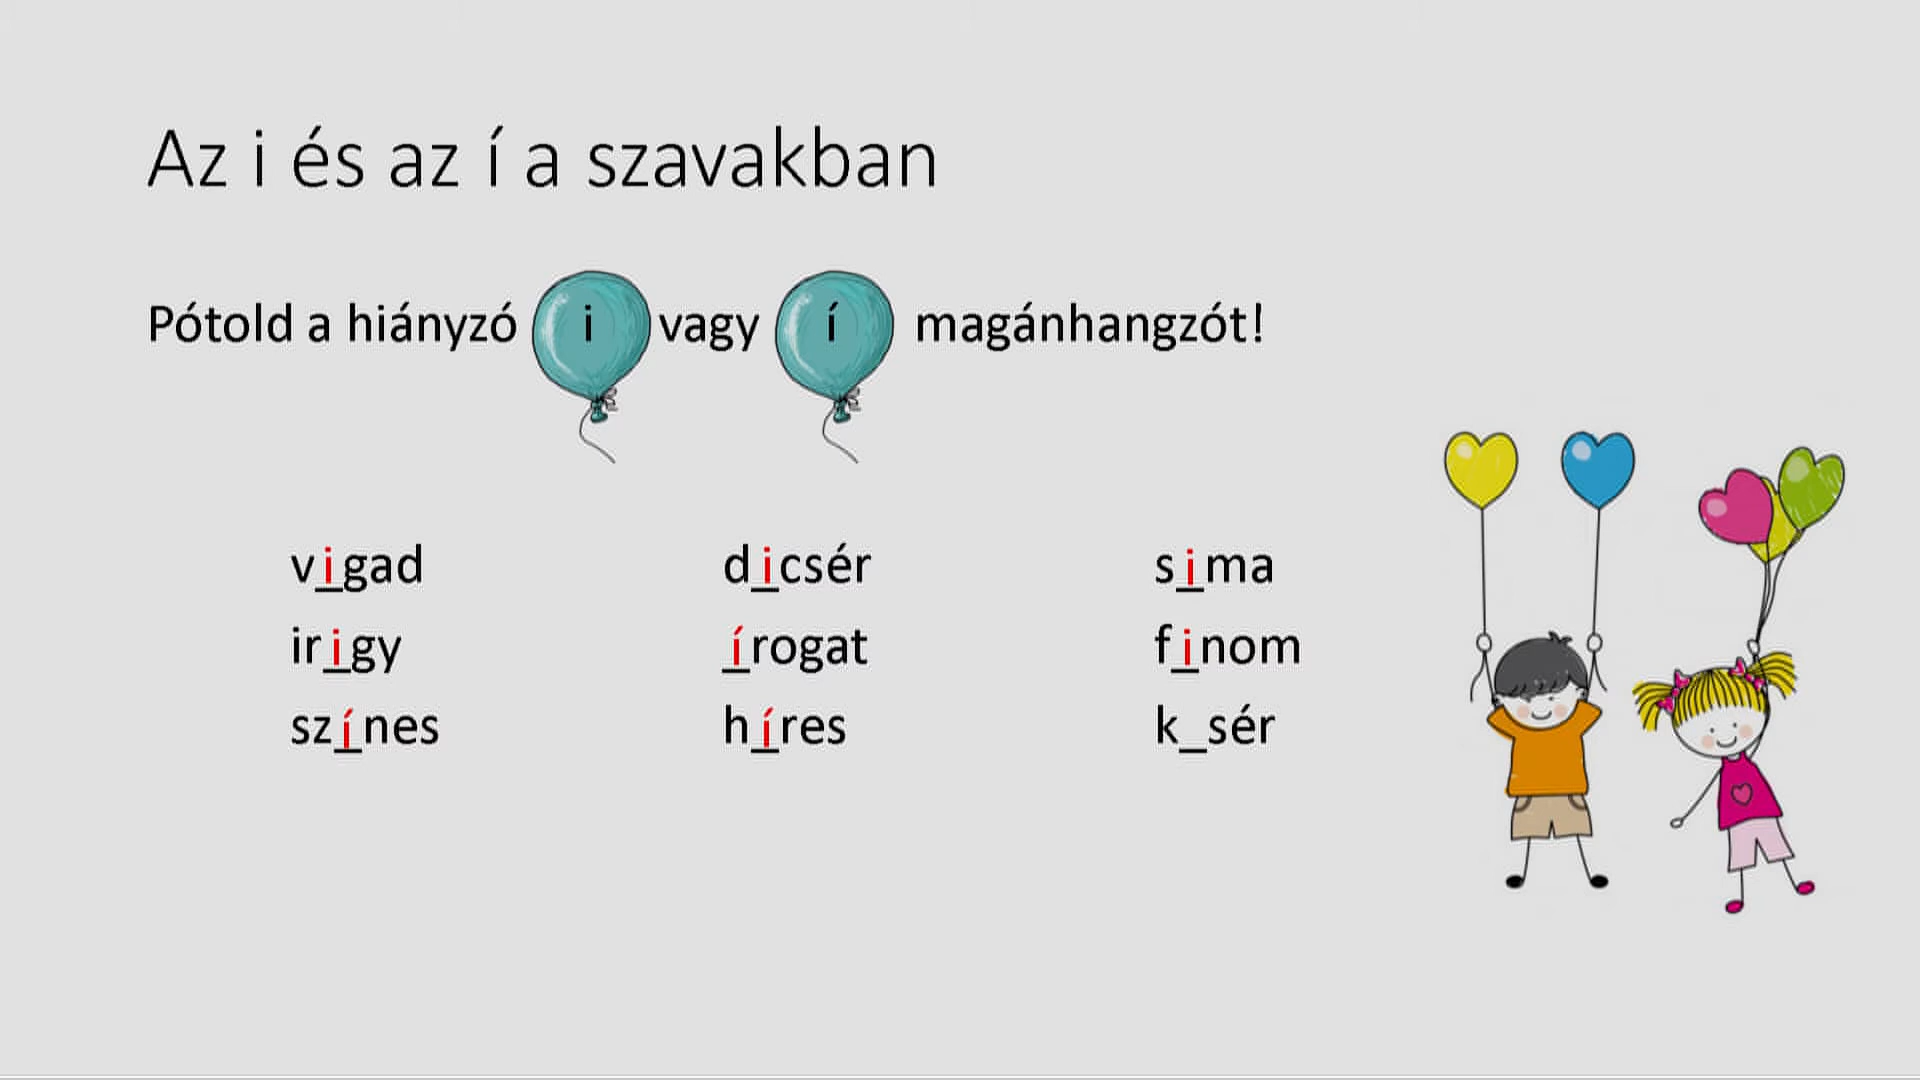 Az i és az í a szavakban
Pótold a hiányzó i vagy í magánhangzót!
vigad dicsér sima
irigy írogat finom
színes híres k_sér